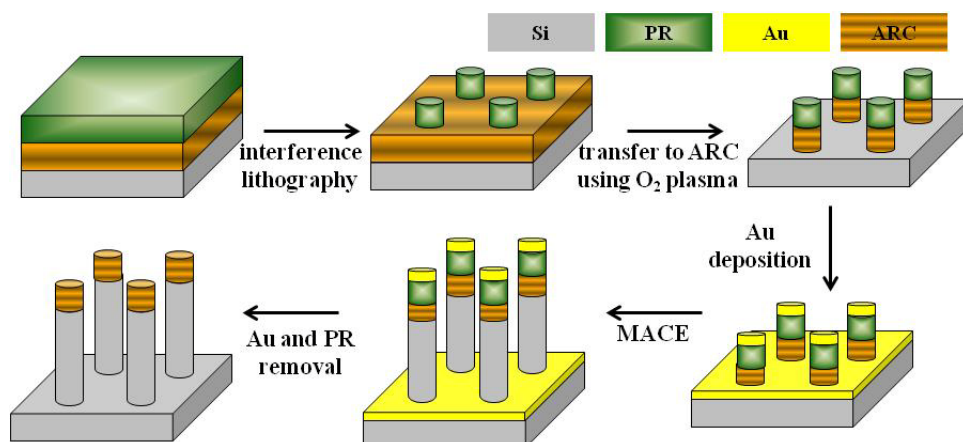 Si
PR
Au
ARC
interference
lithography
transfer to ARC
using O₂ plasma
Au
deposition
MACE
Au and PR
removal